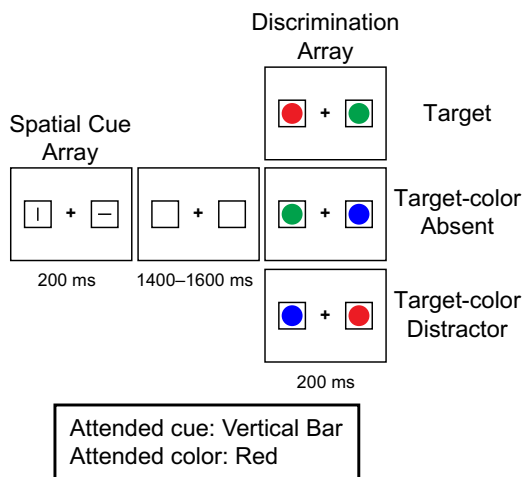 Discrimination
Array
Target
Spatial Cue
Array
Target-color
Absent
200 ms
1400–1600 ms
Target-color
Distractor
200 ms
Attended cue: Vertical Bar
Attended color: Red